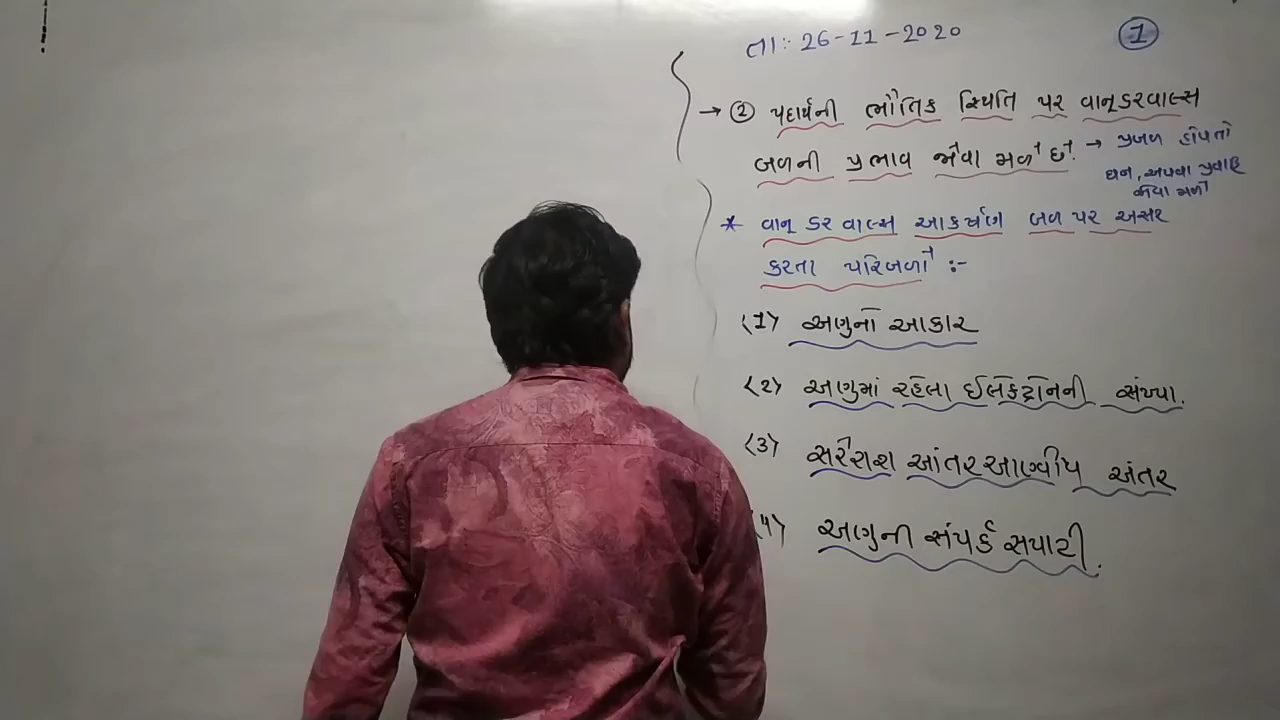 તા:- 26-11-2020
1
→ ② પદાર્થની ભૌતિક સ્થિતિ પર વાન્ડરવાલ્સ
બળની પ્રભાવ જોવા મળે છે. → પ્રબળ હોયતો
ઘન, અથવા પ્રવાહિ
જોવા મળે
* વાન્ ડર વાલ્સ આકર્ષણ બળ પર અસર
કરતા પરિબળો :-
(1) અણુનો આકાર
(2) અણુમાં રહેલા ઈલેકટ્રોનની સંખ્યા.
(3) સરેરાશ આંતરઆણ્વીય અંતર
(4) અણુની સંપર્ક સપાટી.